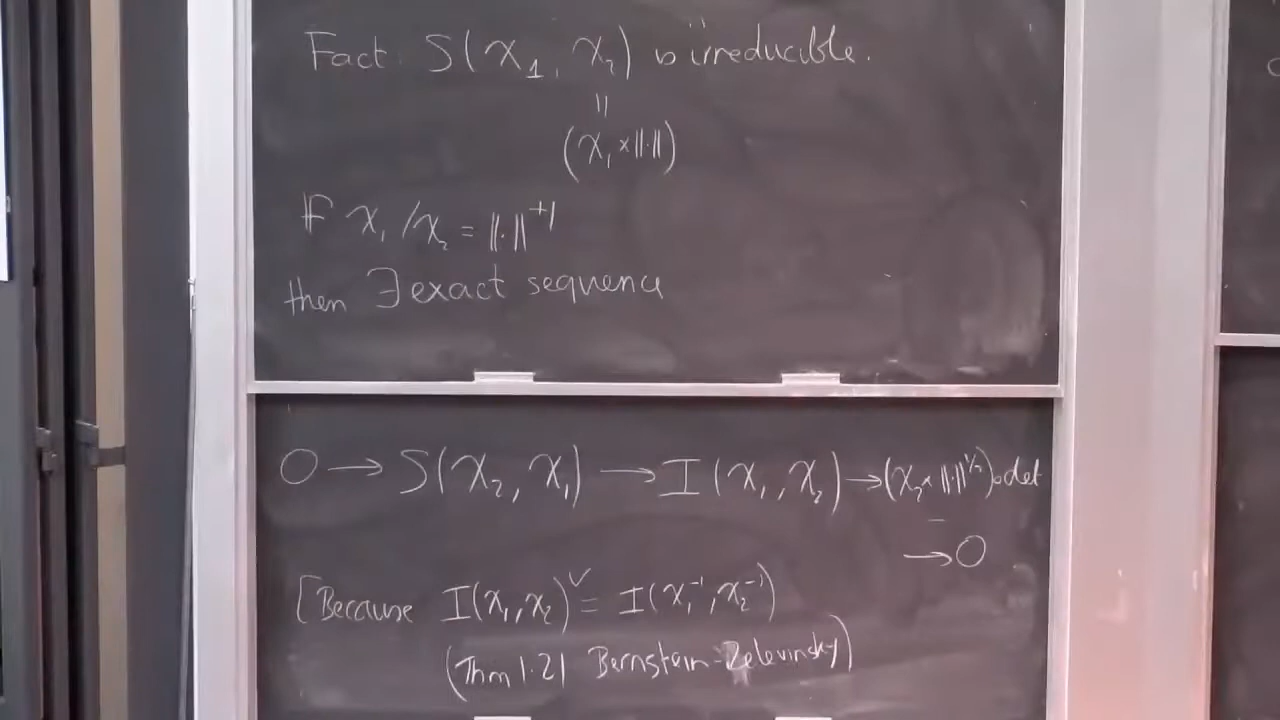 Fact: S(χ₁, χ₂) is irreducible.
=
(χ₁ × ||·||)
If χ₁/χ₂ = ||·||⁺¹
then ∃ exact sequence
0 → S(χ₂, χ₁) → I(χ₁, χ₂) → (χ₂ × ||·||^{1/2}) ∘ det
→ 0
[Because I(χ₁, χ₂)^∨ = I(χ₁⁻¹, χ₂⁻¹)
(Thm 1.21 Bernstein-Zelevinsky)